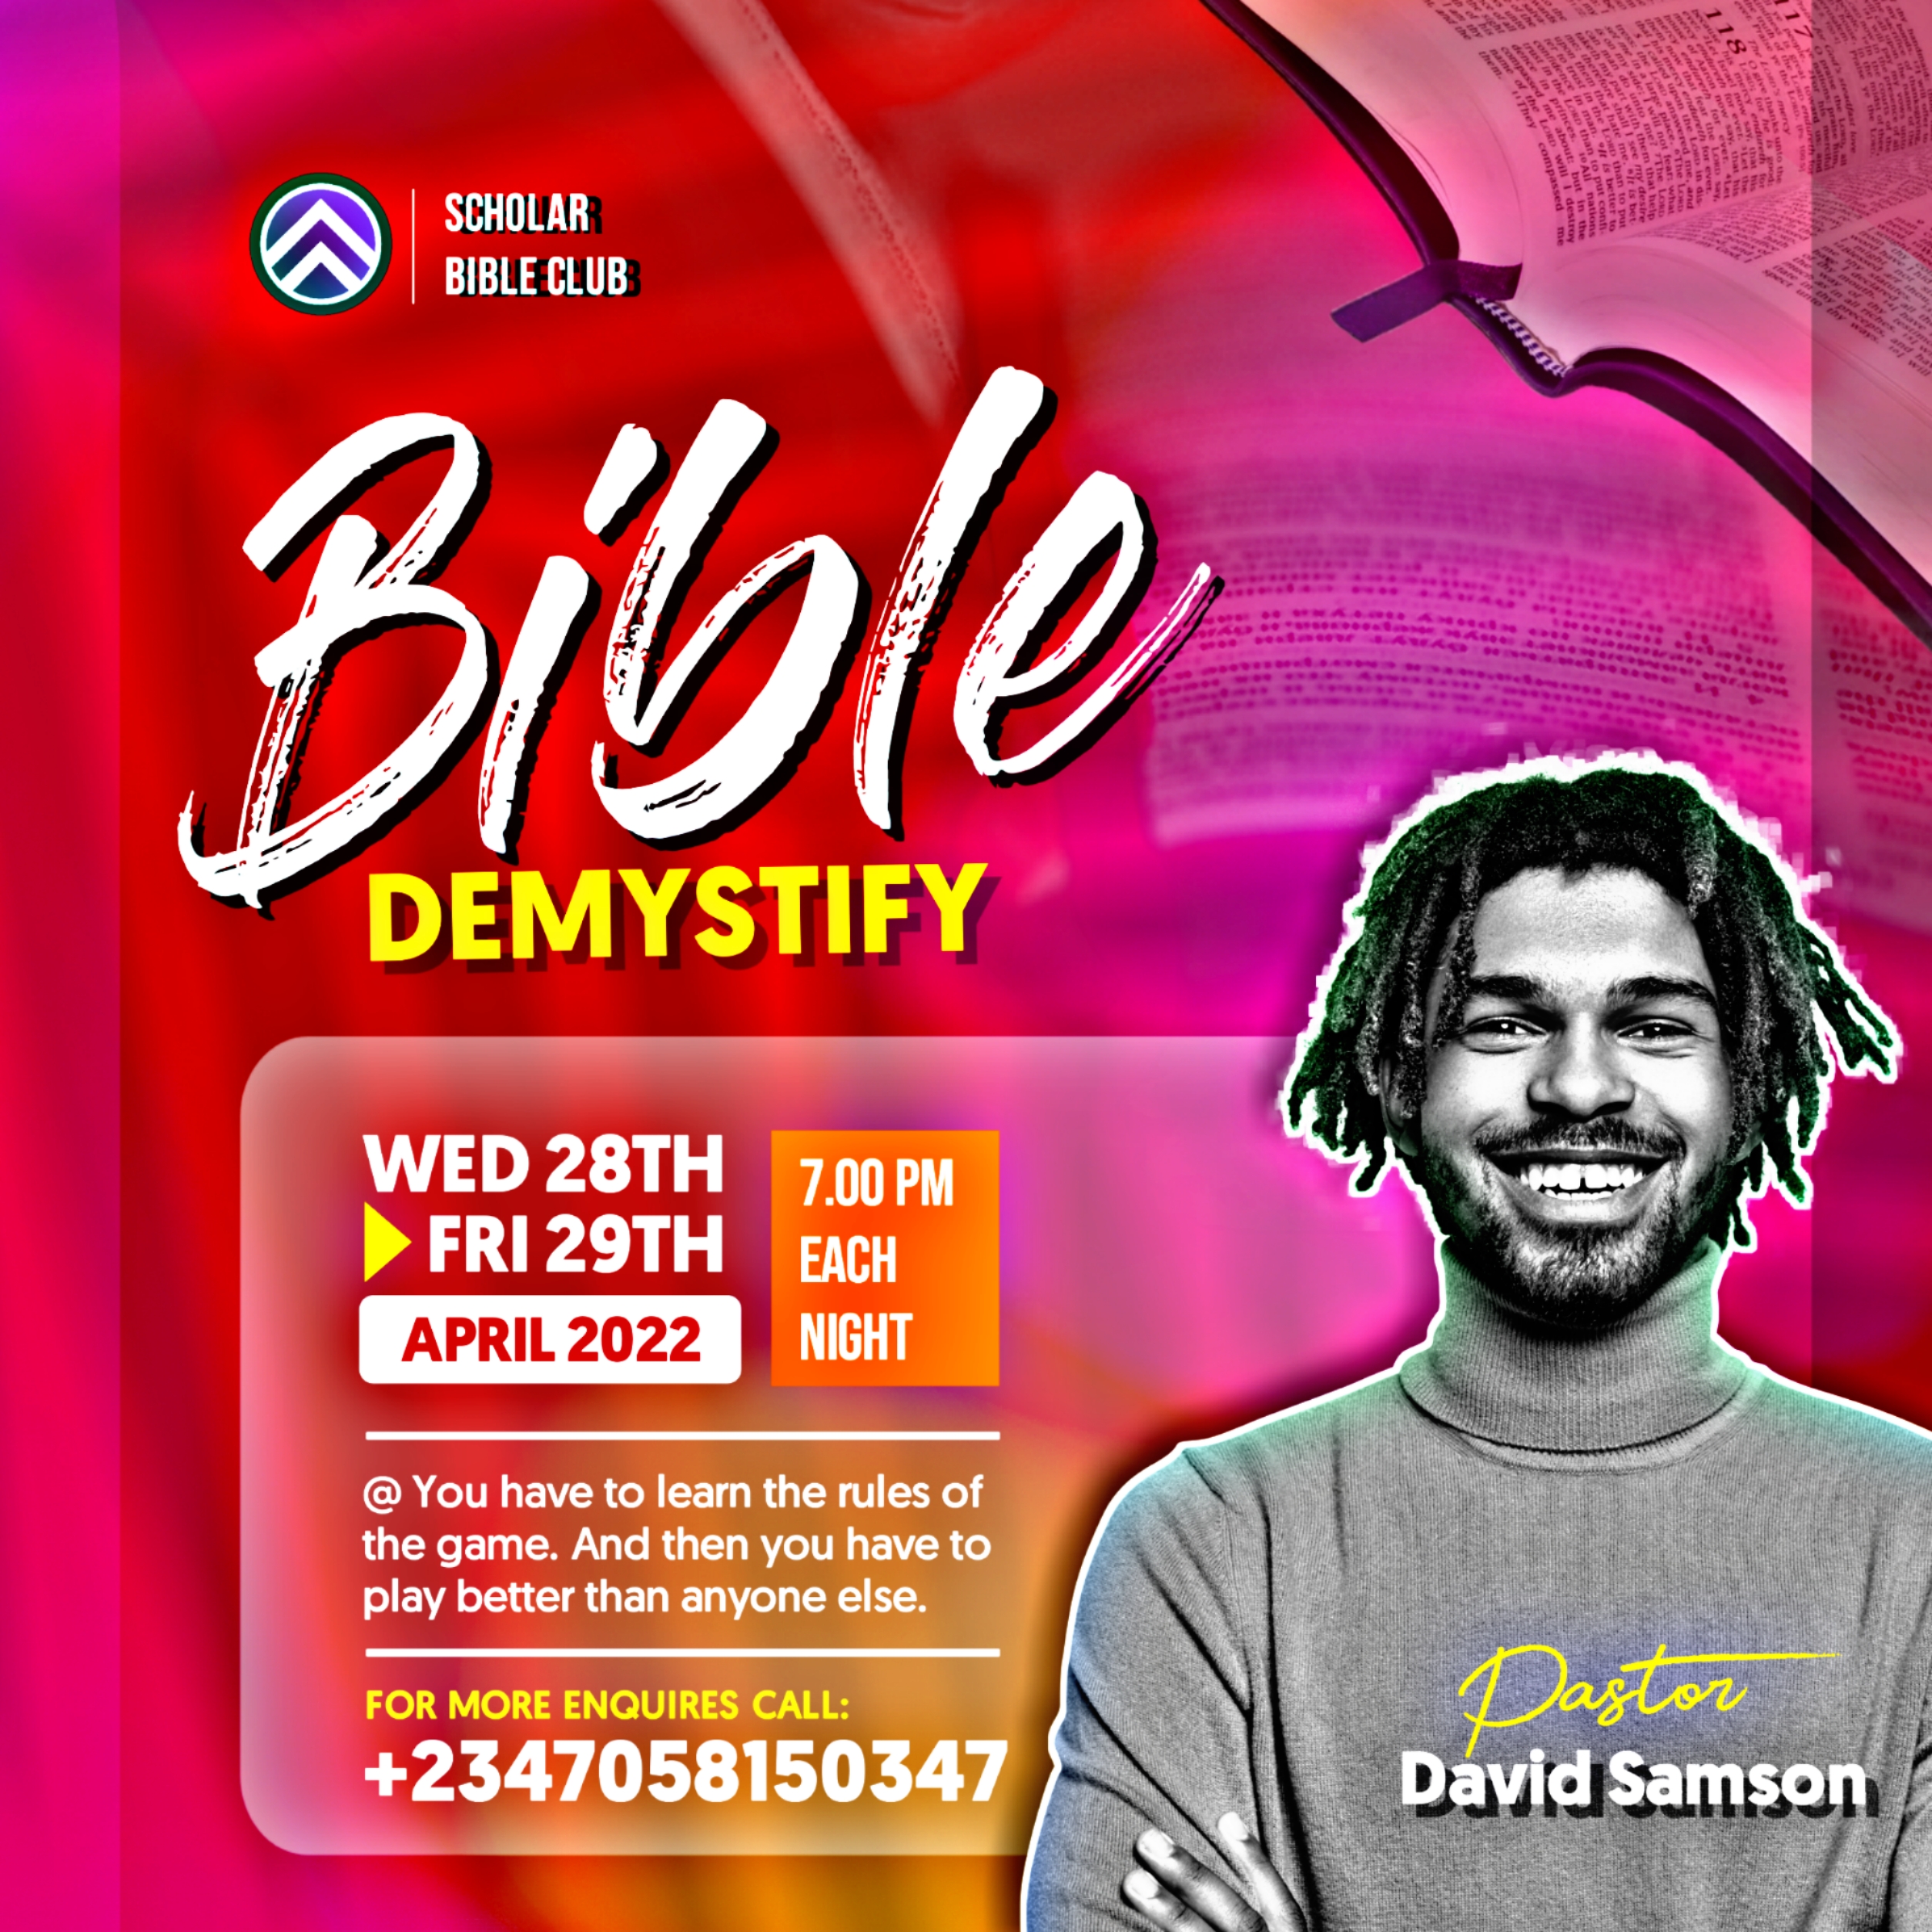 SCHOLAR
BIBLE CLUB
118
117
Bible
DEMYSTIFY
WED 28TH
FRI 29TH
APRIL 2022
7.00 PM
EACH
NIGHT
@ You have to learn the rules of
the game. And then you have to
play better than anyone else.
FOR MORE ENQUIRES CALL:
+2347058150347
Pastor
David Samson